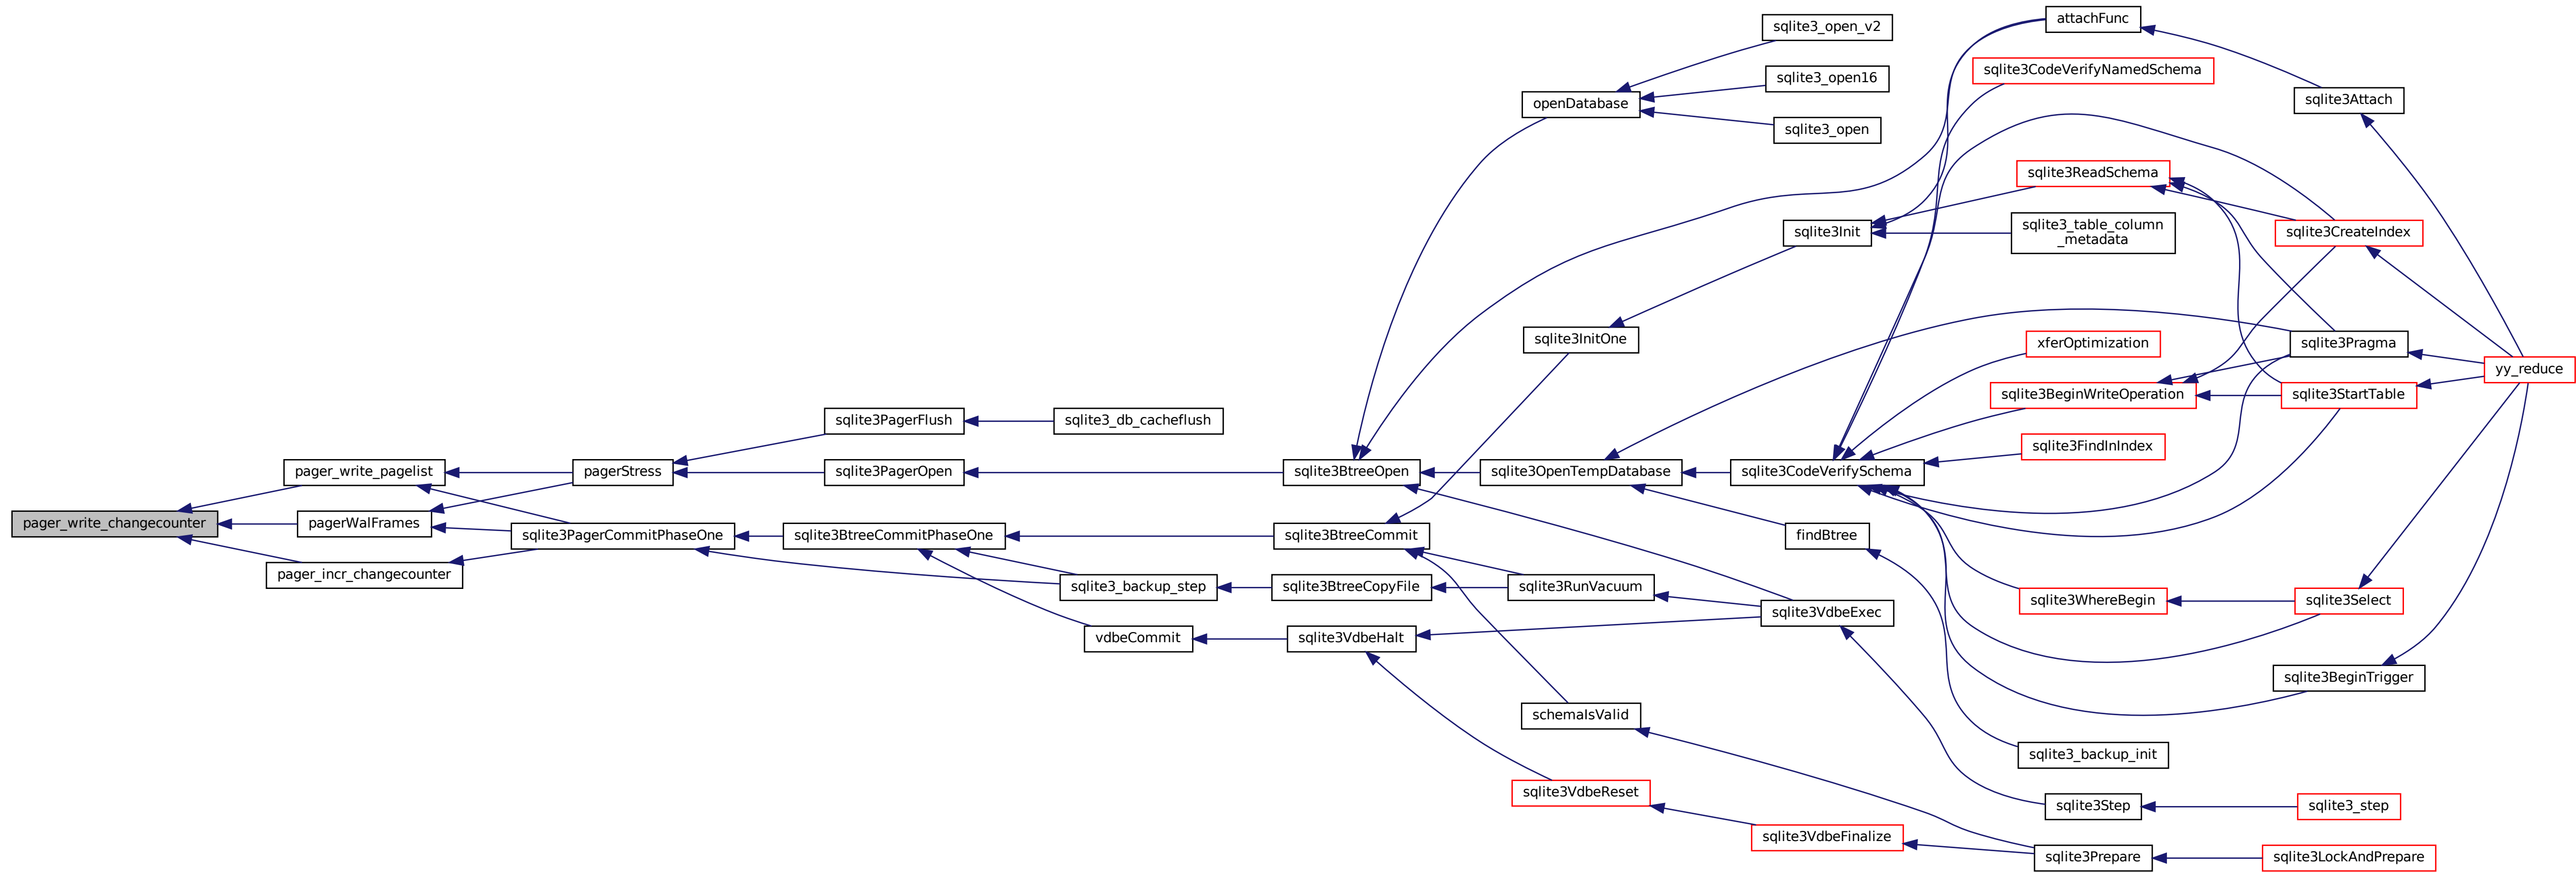 pager_write_changecounter
pager_write_pagelist
pagerWalFrames
pager_incr_changecounter
pagerStress
sqlite3PagerCommitPhaseOne
sqlite3PagerFlush
sqlite3PagerOpen
sqlite3BtreeCommitPhaseOne
sqlite3_db_cacheflush
sqlite3_backup_step
vdbeCommit
sqlite3BtreeOpen
sqlite3BtreeCommit
sqlite3BtreeCopyFile
sqlite3VdbeHalt
openDatabase
sqlite3InitOne
sqlite3OpenTempDatabase
sqlite3RunVacuum
schemaIsValid
sqlite3VdbeReset
sqlite3_open_v2
sqlite3_open16
sqlite3_open
sqlite3Init
sqlite3CodeVerifySchema
findBtree
sqlite3VdbeExec
sqlite3VdbeFinalize
attachFunc
sqlite3CodeVerifyNamedSchema
sqlite3ReadSchema
sqlite3_table_column
_metadata
xferOptimization
sqlite3BeginWriteOperation
sqlite3FindInIndex
sqlite3WhereBegin
sqlite3_backup_init
sqlite3Step
sqlite3Prepare
sqlite3Attach
sqlite3CreateIndex
sqlite3Pragma
sqlite3StartTable
sqlite3Select
sqlite3BeginTrigger
sqlite3_step
sqlite3LockAndPrepare
yy_reduce